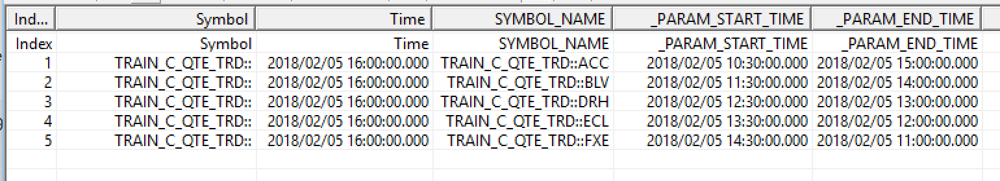 Ind... Symbol Time SYMBOL_NAME _PARAM_START_TIME _PARAM_END_TIME
Index Symbol Time SYMBOL_NAME _PARAM_START_TIME _PARAM_END_TIME
1 TRAIN_C_QTE_TRD:: 2018/02/05 16:00:00.000 TRAIN_C_QTE_TRD::ACC 2018/02/05 10:30:00.000 2018/02/05 15:00:00.000
2 TRAIN_C_QTE_TRD:: 2018/02/05 16:00:00.000 TRAIN_C_QTE_TRD::BLV 2018/02/05 11:30:00.000 2018/02/05 14:00:00.000
3 TRAIN_C_QTE_TRD:: 2018/02/05 16:00:00.000 TRAIN_C_QTE_TRD::DRH 2018/02/05 12:30:00.000 2018/02/05 13:00:00.000
4 TRAIN_C_QTE_TRD:: 2018/02/05 16:00:00.000 TRAIN_C_QTE_TRD::ECL 2018/02/05 13:30:00.000 2018/02/05 12:00:00.000
5 TRAIN_C_QTE_TRD:: 2018/02/05 16:00:00.000 TRAIN_C_QTE_TRD::FXE 2018/02/05 14:30:00.000 2018/02/05 11:00:00.000